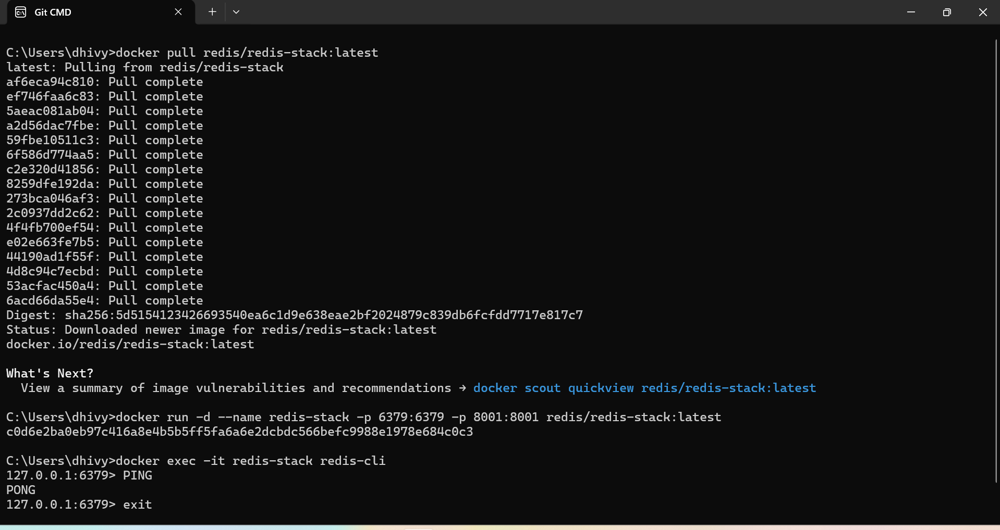 Git CMD
C:\Users\dhivy>docker pull redis/redis-stack:latest
latest: Pulling from redis/redis-stack
af6eca94c810: Pull complete
ef746faa6c83: Pull complete
5aeac081ab04: Pull complete
a2d56dac7fbe: Pull complete
59fbe10511c3: Pull complete
6f586d774aa5: Pull complete
c2e320d41856: Pull complete
8259dfe192da: Pull complete
273bca046af3: Pull complete
2c0937dd2c62: Pull complete
4f4fb700ef54: Pull complete
e02e663fe7b5: Pull complete
44190ad1f55f: Pull complete
4d8c94c7ecbd: Pull complete
53acfac450a4: Pull complete
6acd66da55e4: Pull complete
Digest: sha256:5d5154123426693540ea6c1d9e638eae2bf2024879c839db6fcfdd7717e817c7
Status: Downloaded newer image for redis/redis-stack:latest
docker.io/redis/redis-stack:latest
What's Next?
  View a summary of image vulnerabilities and recommendations → docker scout quickview redis/redis-stack:latest
C:\Users\dhivy>docker run -d --name redis-stack -p 6379:6379 -p 8001:8001 redis/redis-stack:latest
c0d6e2ba0eb97c416a8e4b5b5ff5fa6a6e2dcbdc566befc9988e1978e684c0c3
C:\Users\dhivy>docker exec -it redis-stack redis-cli
127.0.0.1:6379> PING
PONG
127.0.0.1:6379> exit